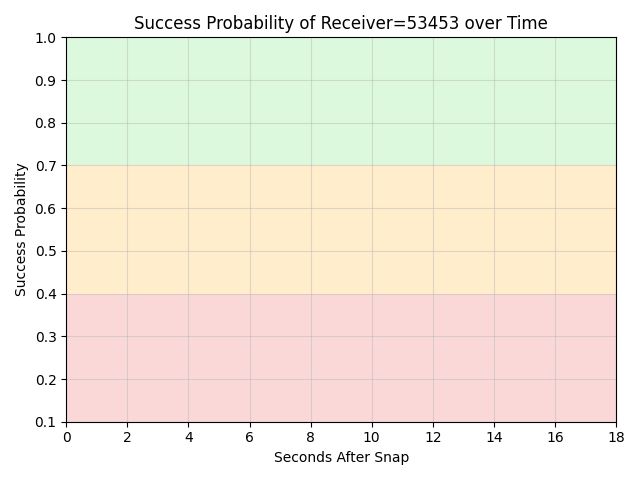 Success Probability of Receiver=53453 over Time
1.0
0.9
0.8
0.7
0.6
0.5
0.4
0.3
0.2
0.1
Success Probability
0 2 4 6 8 10 12 14 16 18
Seconds After Snap